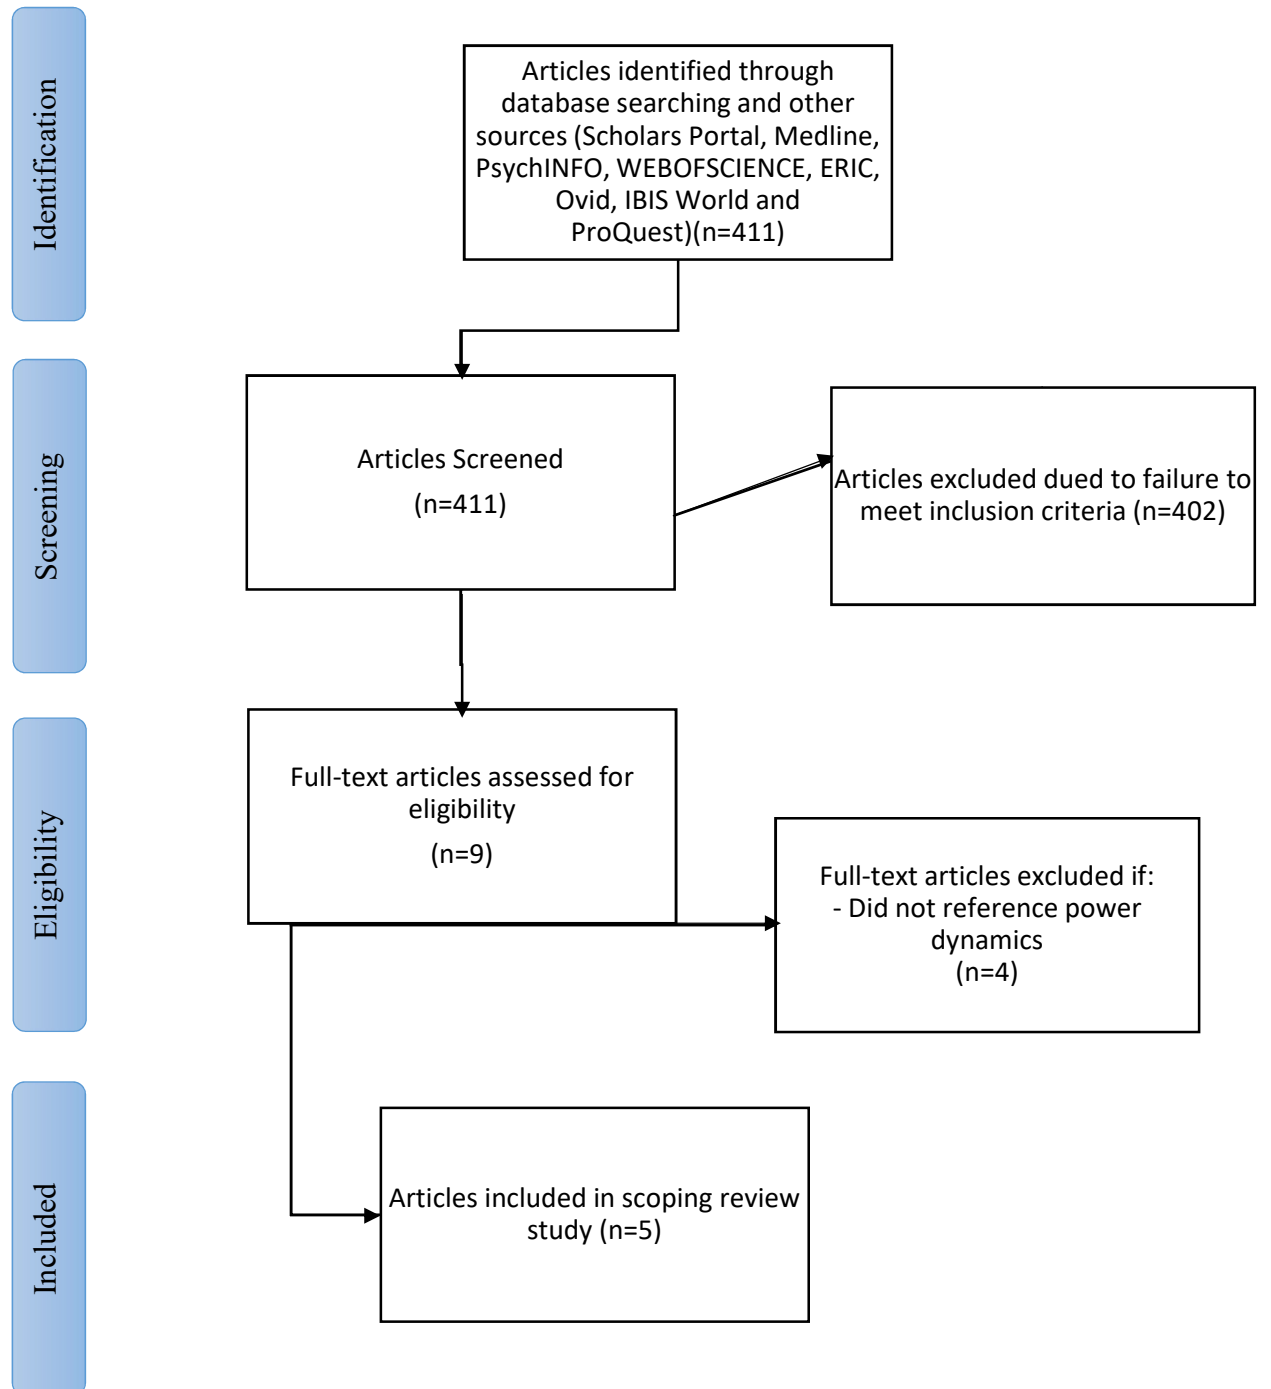 Identification
Articles identified through
database searching and other
sources (Scholars Portal, Medline,
PsychINFO, WEBOFSCIENCE, ERIC,
Ovid, IBIS World and
ProQuest)(n=411)
Screening
Articles Screened
(n=411)
Articles excluded dued to failure to
meet inclusion criteria (n=402)
Eligibility
Full-text articles assessed for
eligibility
(n=9)
Full-text articles excluded if:
- Did not reference power
dynamics
(n=4)
Included
Articles included in scoping review
study (n=5)